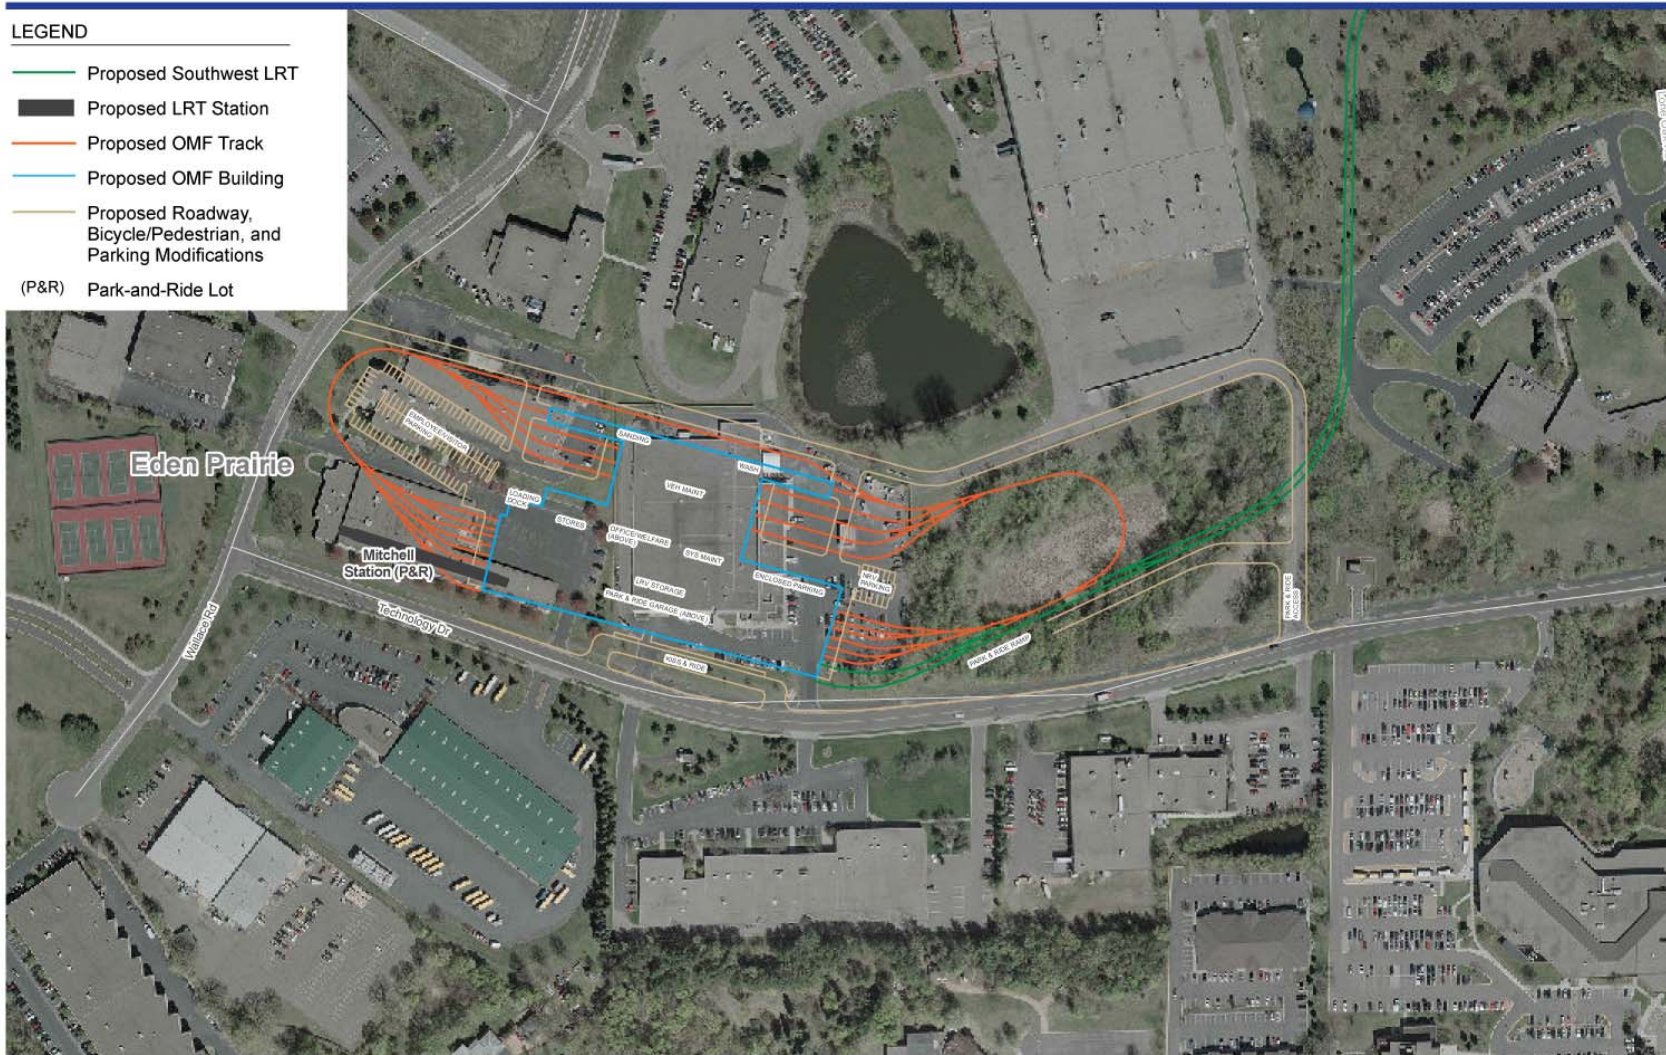 LEGEND
Proposed Southwest LRT
Proposed LRT Station
Proposed OMF Track
Proposed OMF Building
Proposed Roadway,
Bicycle/Pedestrian, and
Parking Modifications
(P&R) Park-and-Ride Lot
EMPLOYEE/VISITOR
PARKING
SANDING
Eden Prairie
WASH
VEH MAINT
LOADING
DOCK
STORES
OFFICE/WELFARE
(ABOVE)
SYS MAINT
Mitchell
Station (P&R)
LRV STORAGE
ENCLOSED PARKING
NRV
PARKING
PARK & RIDE GARAGE (ABOVE)
PARK & RIDE
ACCESS
Wallace Rd
Technology Dr
KISS & RIDE
PARK & RIDE RAMP